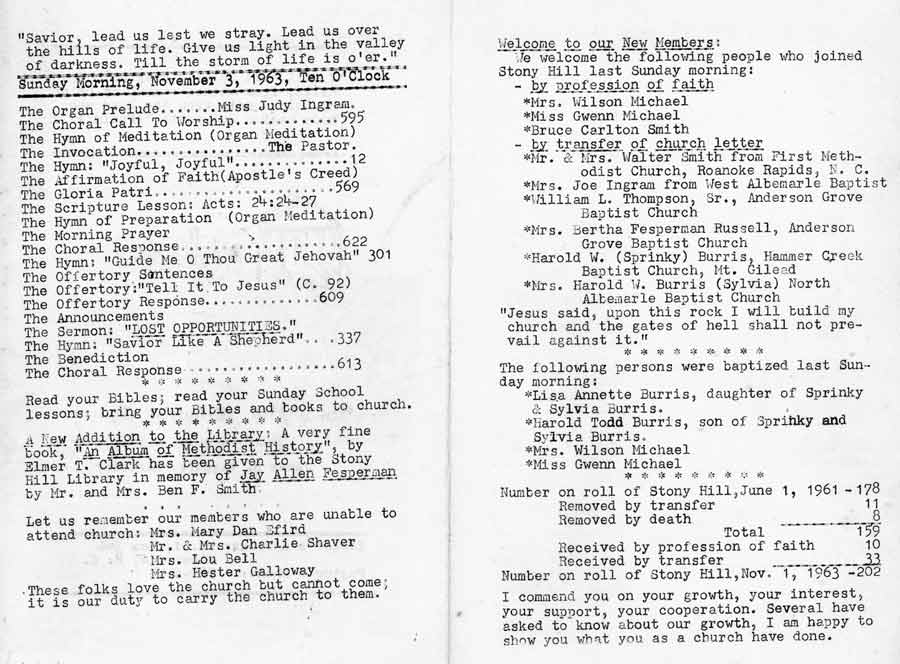 "Savior, lead us lest we stray. Lead us over
the hills of life. Give us light in the valley
of darkness. Till the storm of life is o'er."
Sunday Morning, November 3, 1963, Ten O'Clock
The Organ Prelude.......Miss Judy Ingram.
The Choral Call To Worship.............595
The Hymn of Meditation (Organ Meditation)
The Invocation.................The Pastor.
The Hymn: "Joyful, Joyful"..............12
The Affirmation of Faith(Apostle's Creed)
The Gloria Patri.......................569
The Scripture Lesson: Acts: 24:24-27
The Hymn of Preparation (Organ Meditation)
The Morning Prayer
The Choral Response....................622
The Hymn: "Guide Me O Thou Great Jehovah" 301
The Offertory Sentences
The Offertory:"Tell It To Jesus" (C. 92)
The Offertory Response..............609
The Announcements
The Sermon: "LOST OPPORTUNITIES."
The Hymn: "Savior Like A Shepherd"....337
The Benediction
The Choral Response...................613
* * * * * * * * *
Read your Bibles; read your Sunday School
lessons; bring your Bibles and books to church.
* * * * * * * * *
A New Addition to the Library: A very fine
book, "An Album of Methodist History", by
Elmer T. Clark has been given to the Stony
Hill Library in memory of Jay Allen Fesperman
by Mr. and Mrs. Ben F. Smith.
. . . . . . .
Let us remember our members who are unable to
attend church: Mrs. Mary Dan Efird
Mr. & Mrs. Charlie Shaver
Mrs. Lou Bell
Mrs. Hester Galloway
These folks love the church but cannot come;
it is our duty to carry the church to them.
Welcome to our New Members:
We welcome the following people who joined
Stony Hill last Sunday morning:
- by profession of faith
*Mrs. Wilson Michael
*Miss Gwenn Michael
*Bruce Carlton Smith
- by transfer of church letter
*Mr. & Mrs. Walter Smith from First Meth-
odist Church, Roanoke Rapids, N. C.
*Mrs. Joe Ingram from West Albemarle Baptist
*William L. Thompson, Sr., Anderson Grove
Baptist Church
*Mrs. Bertha Fesperman Russell, Anderson
Grove Baptist Church
*Harold W. (Sprinky) Burris, Hammer Creek
Baptist Church, Mt. Gilead
*Mrs. Harold W. Burris (Sylvia) North
Albemarle Baptist Church
"Jesus said, upon this rock I will build my
church and the gates of hell shall not pre-
vail against it."
* * * * * * * * *
The following persons were baptized last Sun-
day morning:
*Lisa Annette Burris, daughter of Sprinky
& Sylvia Burris.
*Harold Todd Burris, son of Sprinky and
Sylvia Burris.
*Mrs. Wilson Michael
*Miss Gwenn Michael
* * * * * * * * *
Number on roll of Stony Hill,June 1, 1961 -178
Removed by transfer 11
Removed by death 8
Total 159
Received by profession of faith 10
Received by transfer 33
Number on roll of Stony Hill,Nov. 1, 1963 -202
I commend you on your growth, your interest,
your support, your cooperation. Several have
asked to know about our growth, I am happy to
show you what you as a church have done.